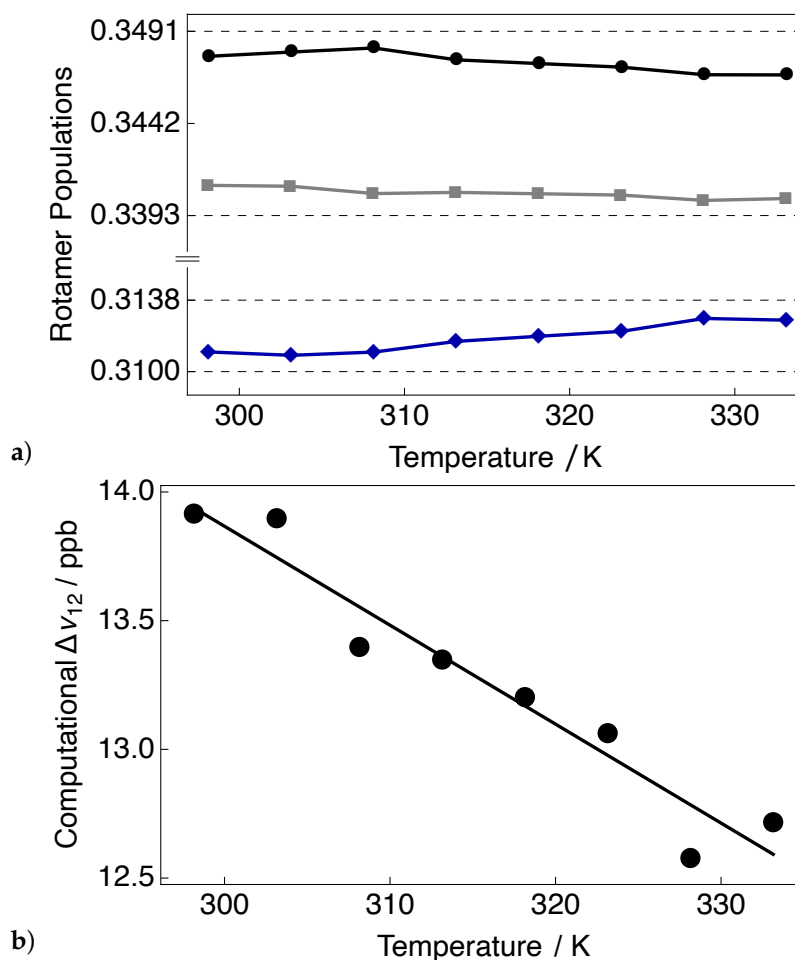 Rotamer Populations
0.3491
0.3442
0.3393
0.3138
0.3100
300 310 320 330
a) Temperature / K
Computational Δν12 / ppb
14.0
13.5
13.0
12.5
300 310 320 330
b) Temperature / K